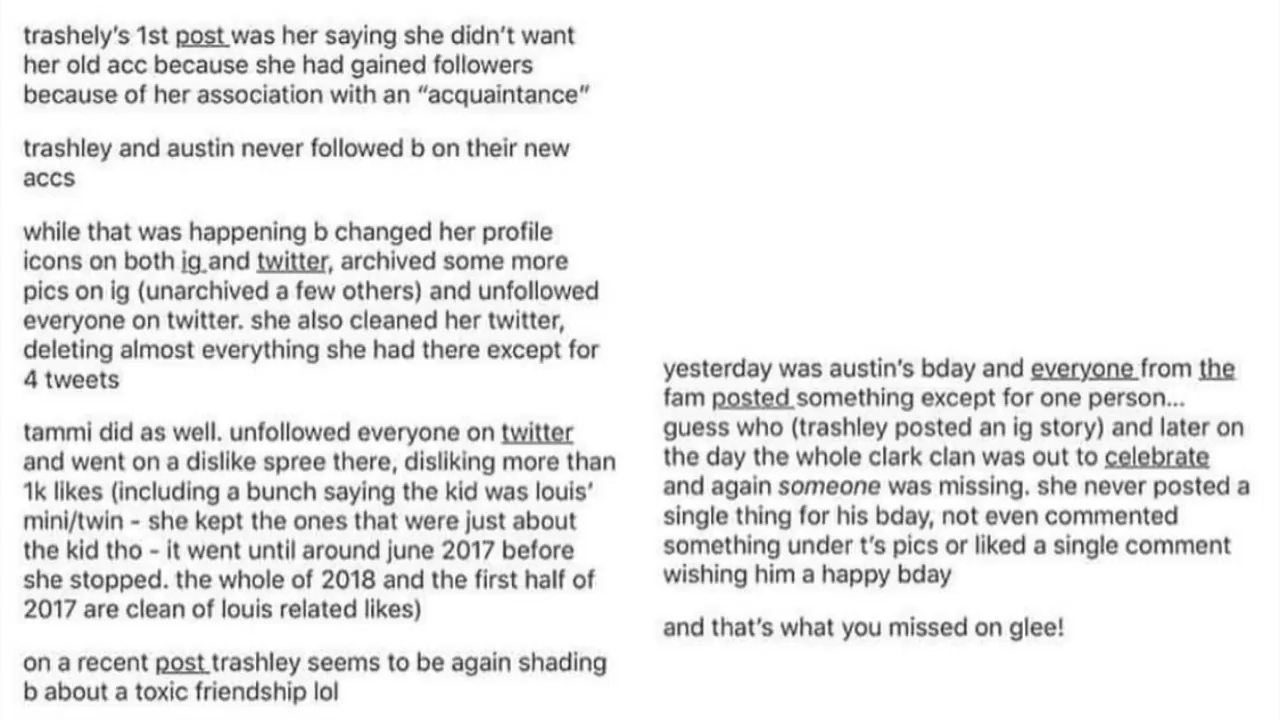 trashely's 1st post was her saying she didn't want
her old acc because she had gained followers
because of her association with an “acquaintance”
trashley and austin never followed b on their new
accs
while that was happening b changed her profile
icons on both ig and twitter, archived some more
pics on ig (unarchived a few others) and unfollowed
everyone on twitter. she also cleaned her twitter,
deleting almost everything she had there except for
4 tweets
tammi did as well. unfollowed everyone on twitter
and went on a dislike spree there, disliking more than
1k likes (including a bunch saying the kid was louis'
mini/twin - she kept the ones that were just about
the kid tho - it went until around june 2017 before
she stopped. the whole of 2018 and the first half of
2017 are clean of louis related likes)
on a recent post trashley seems to be again shading
b about a toxic friendship lol
yesterday was austin's bday and everyone from the
fam posted something except for one person...
guess who (trashley posted an ig story) and later on
the day the whole clark clan was out to celebrate
and again someone was missing. she never posted a
single thing for his bday, not even commented
something under t's pics or liked a single comment
wishing him a happy bday
and that's what you missed on glee!